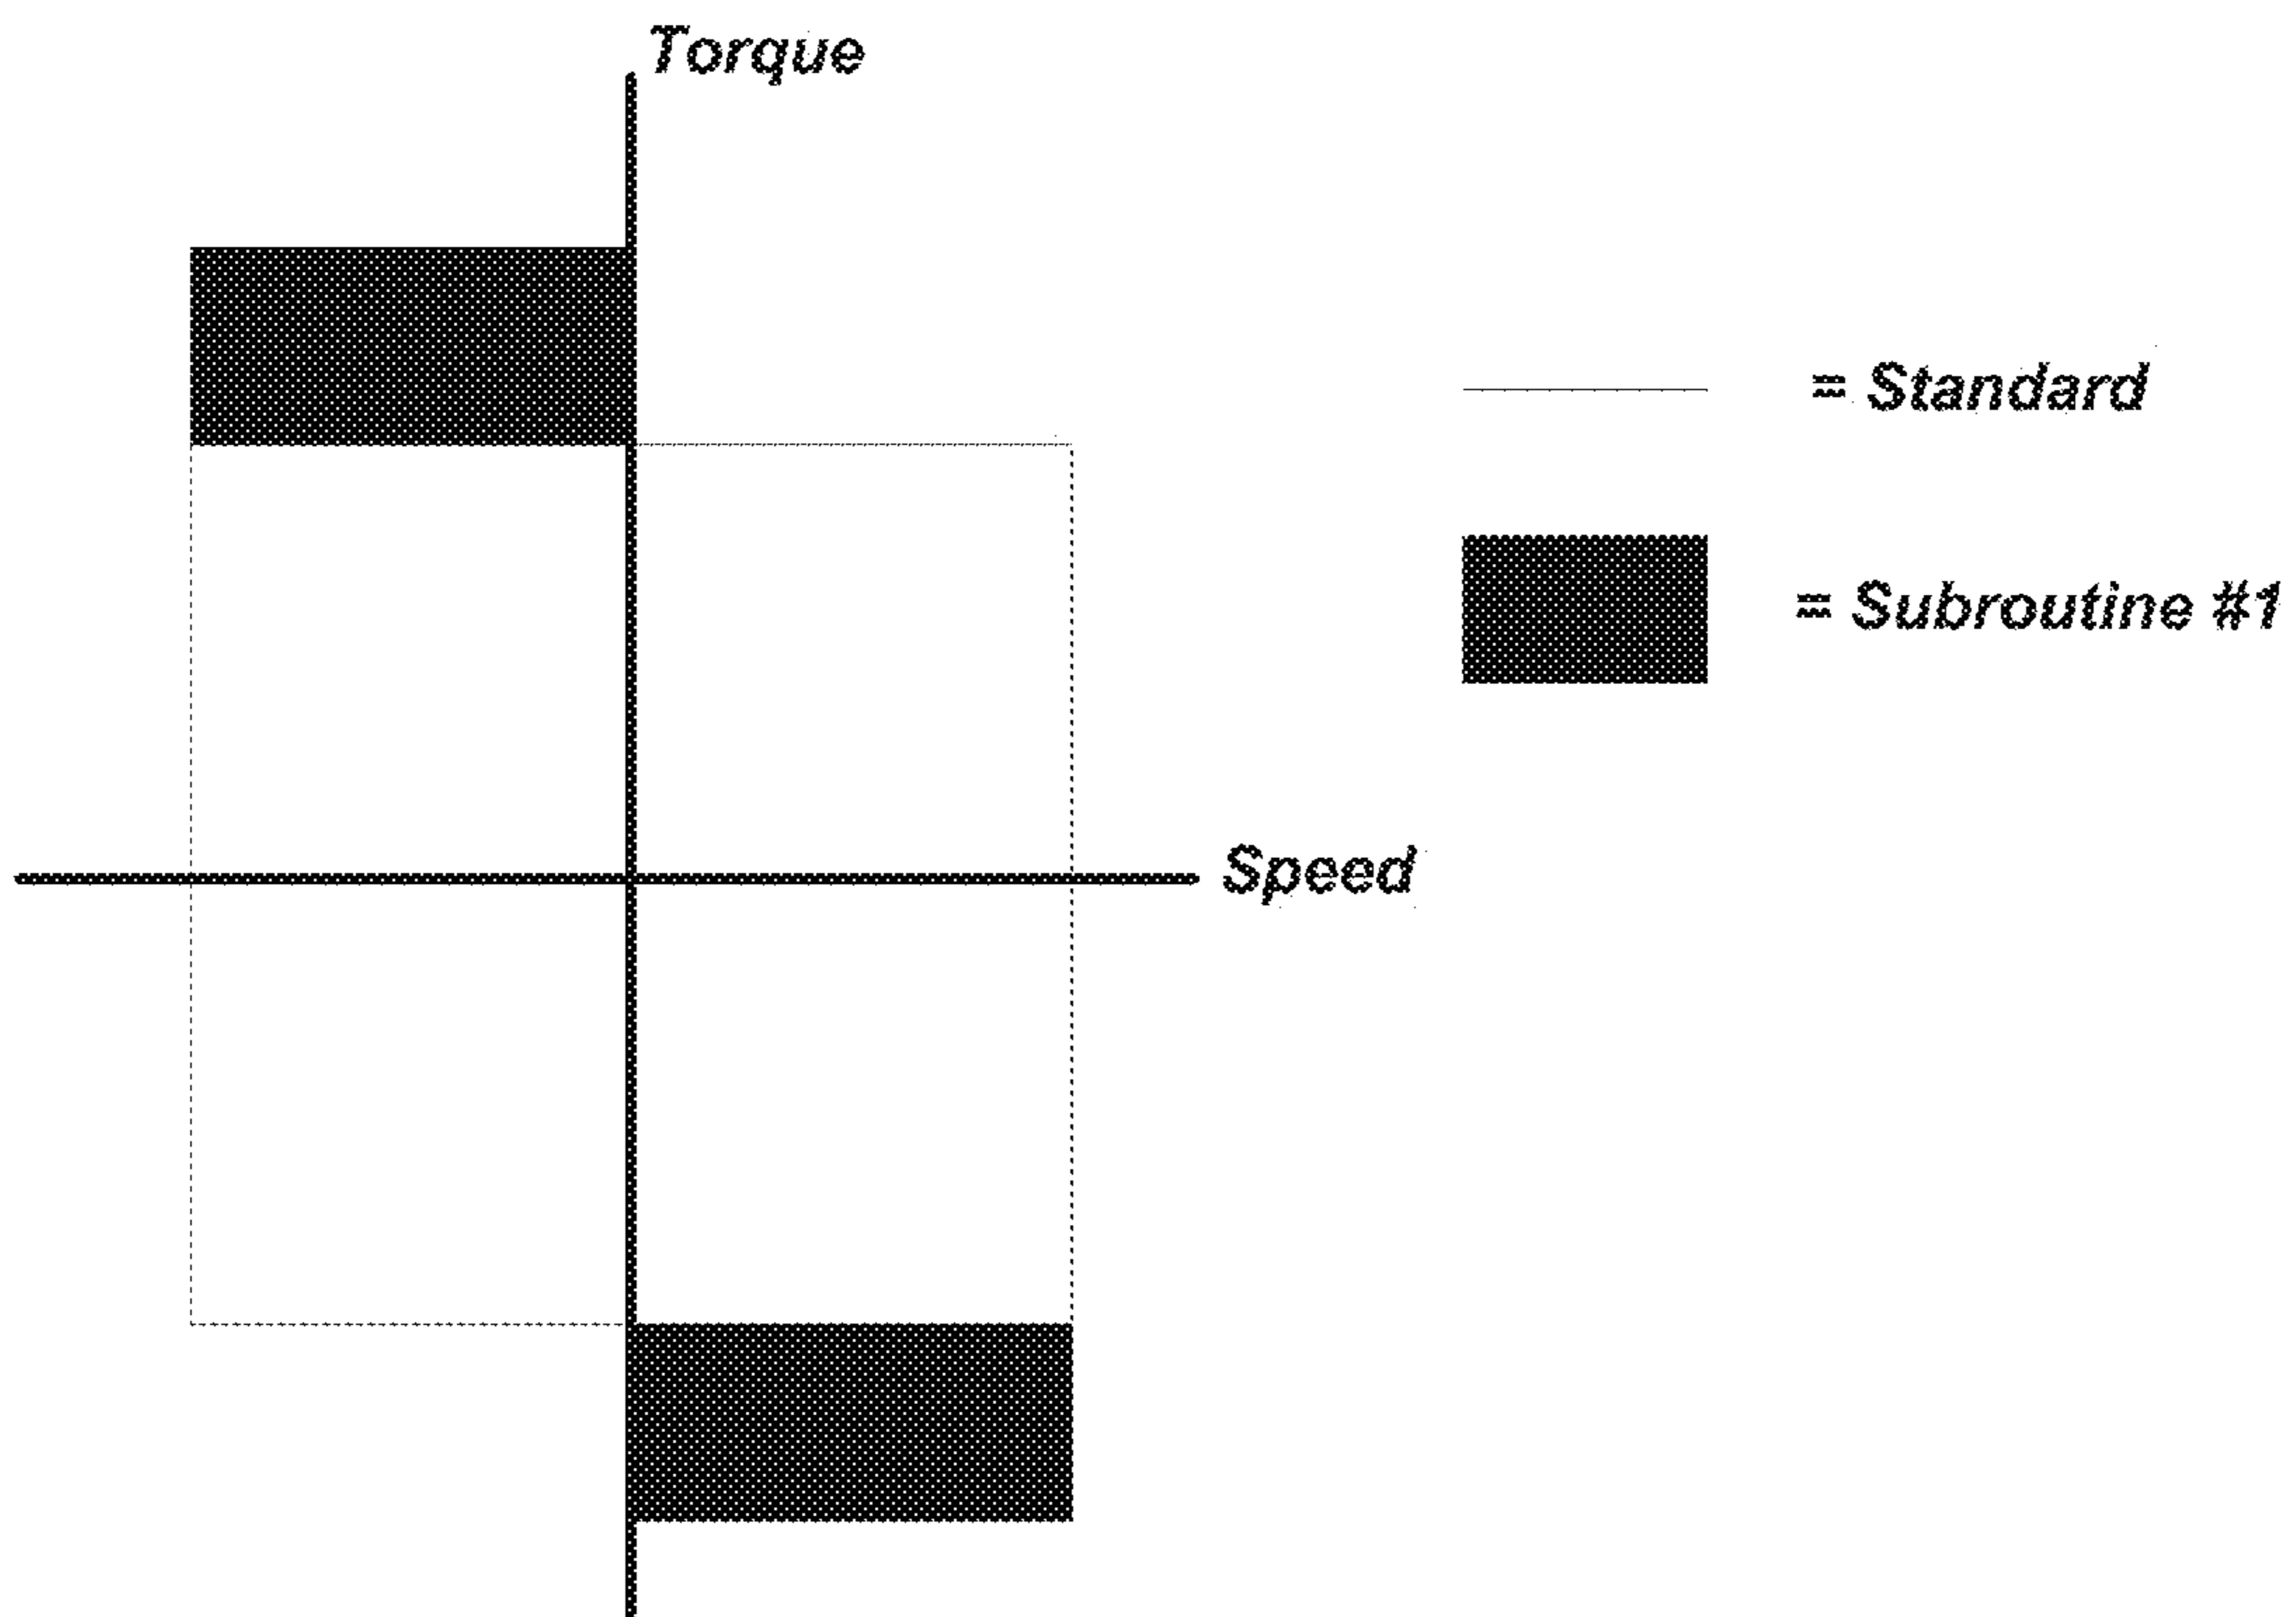 Torque
= Standard
= Subroutine #1
Speed